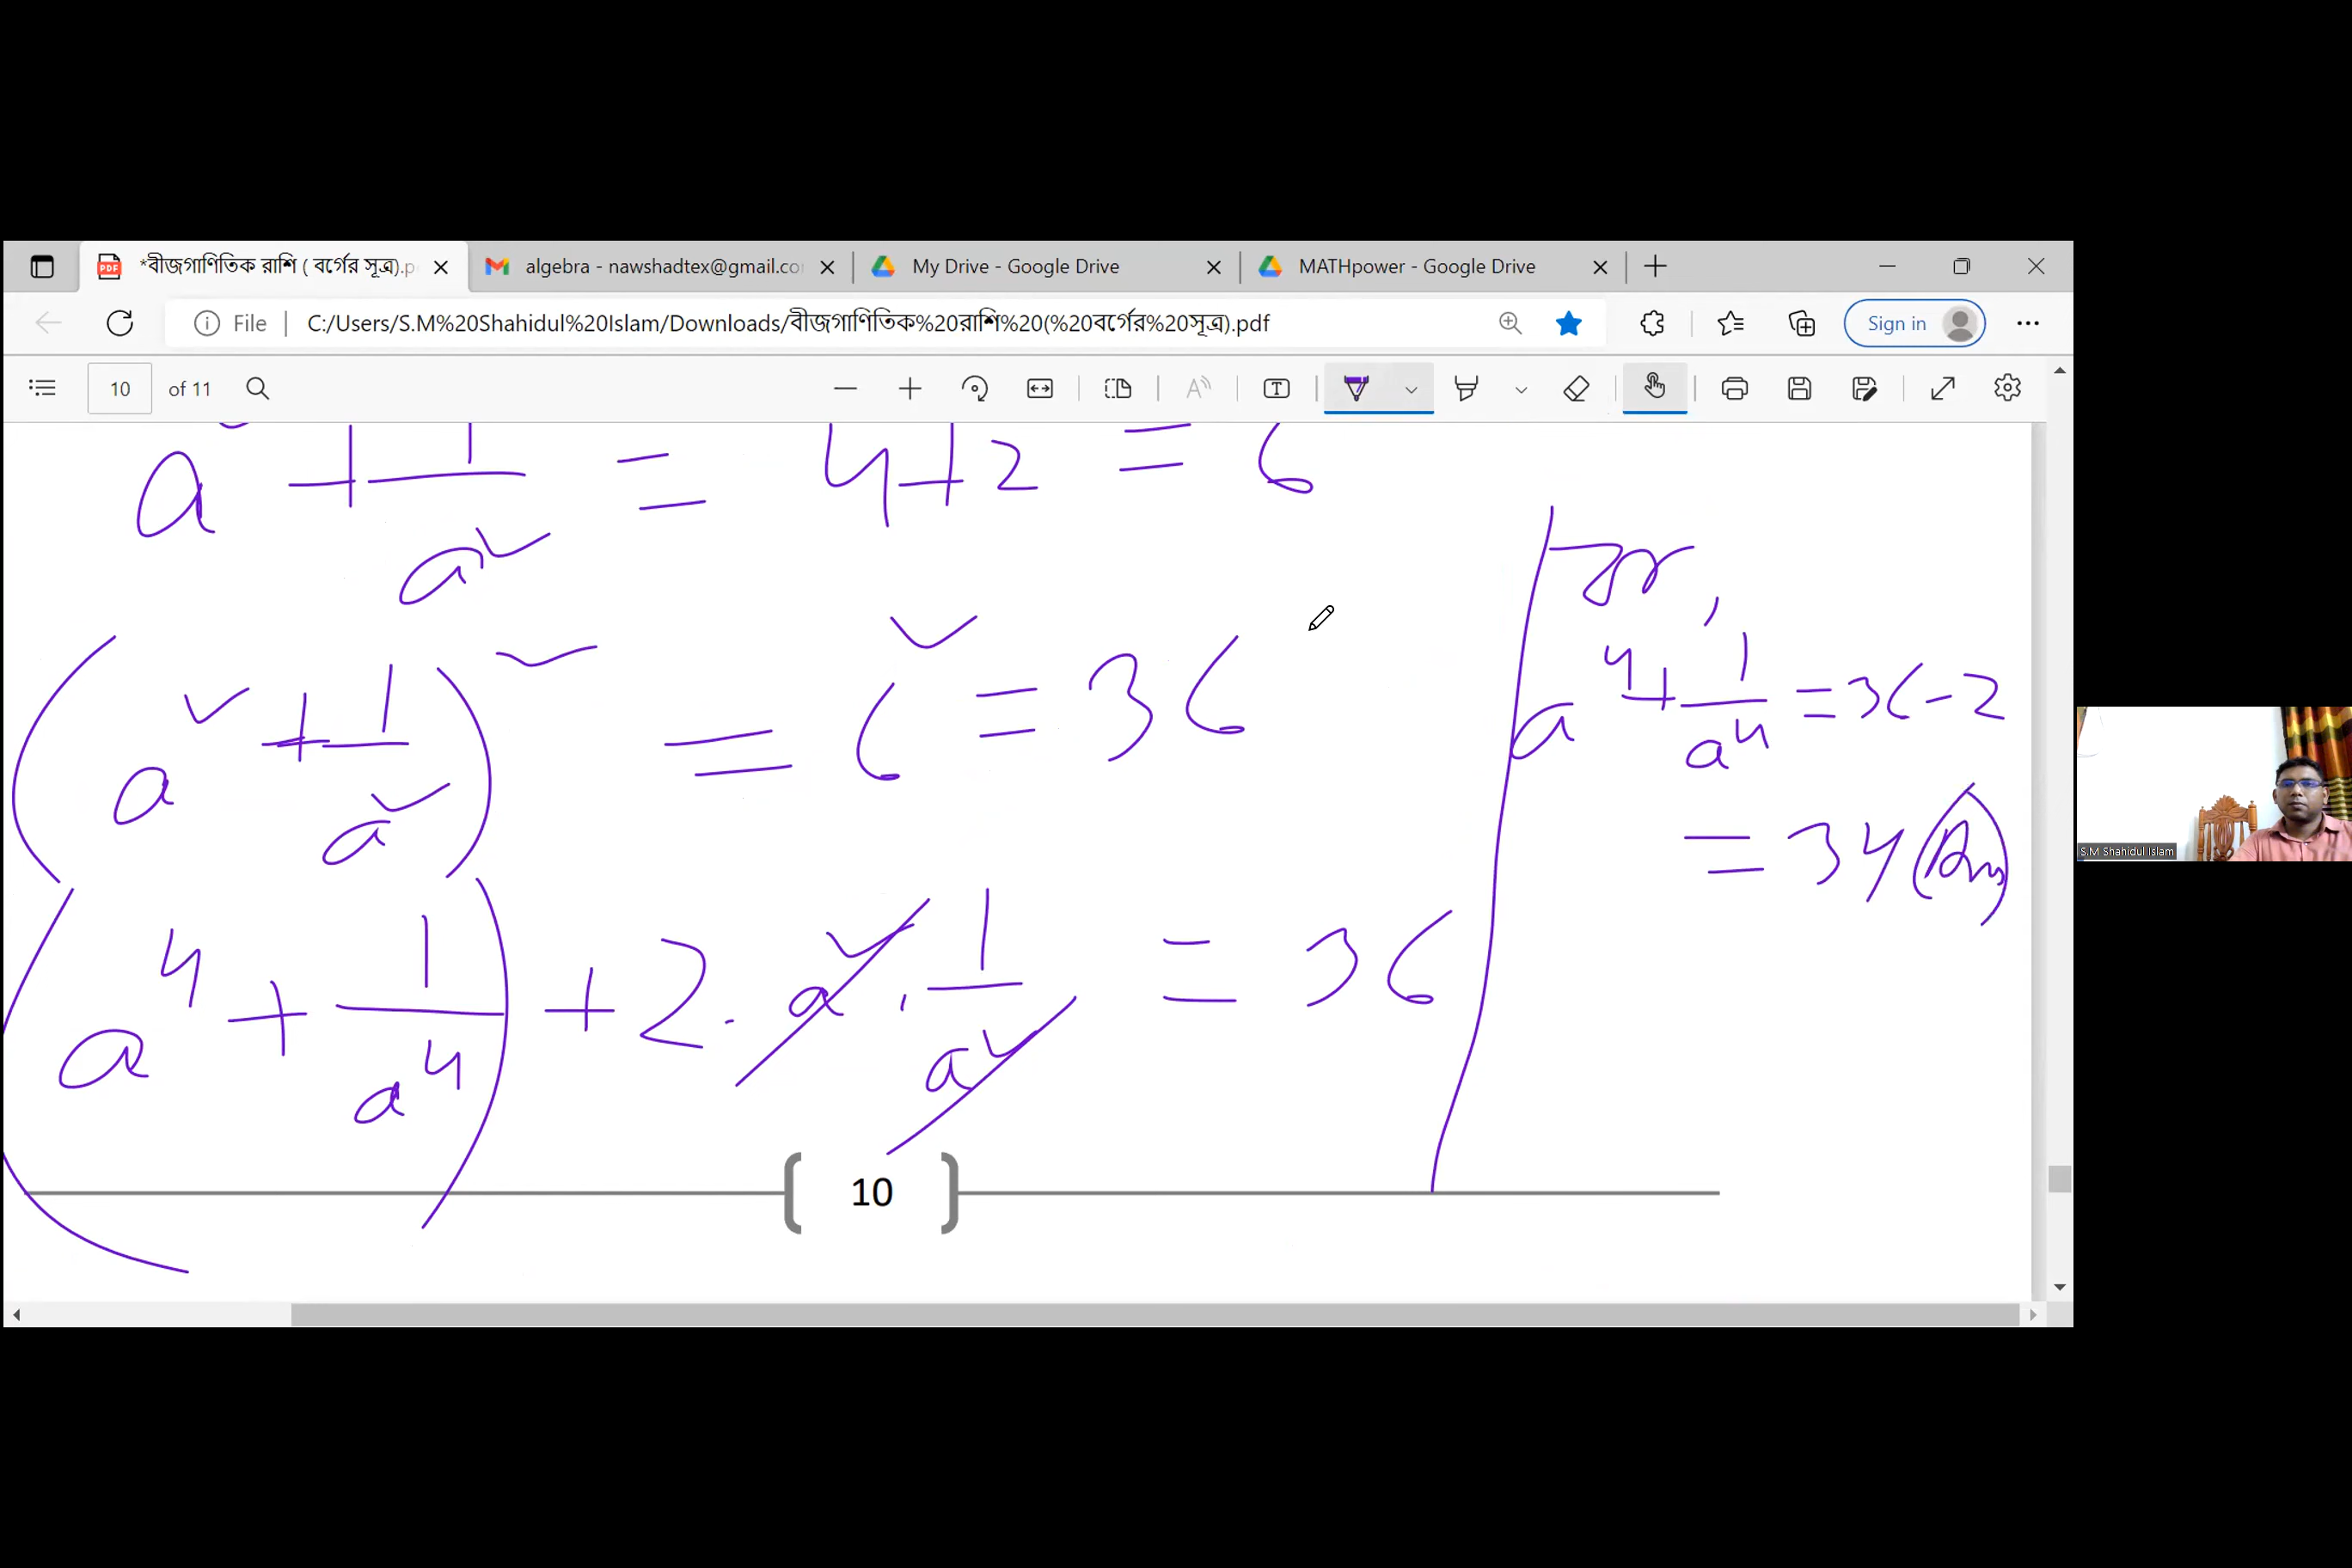 *বীজগাণিতিক রাশি ( বর্গের সূত্র).p
algebra - nawshadtex@gmail.co
My Drive - Google Drive
MATHpower - Google Drive
File
C:/Users/S.M%20Shahidul%20Islam/Downloads/বীজগাণিতিক%20রাশি%20(%20বর্গের%20সূত্র).pdf
Sign in
10 of 11
a² + 1/a² = 4+2 = 6
(a² + 1/a²)² = 6² = 36
(a⁴ + 1/a⁴) + 2. a² . 1/a² = 36
বা,
a⁴ + 1/a⁴ = 36-2
= 34 (Ans)
10
S.M Shahidul Islam